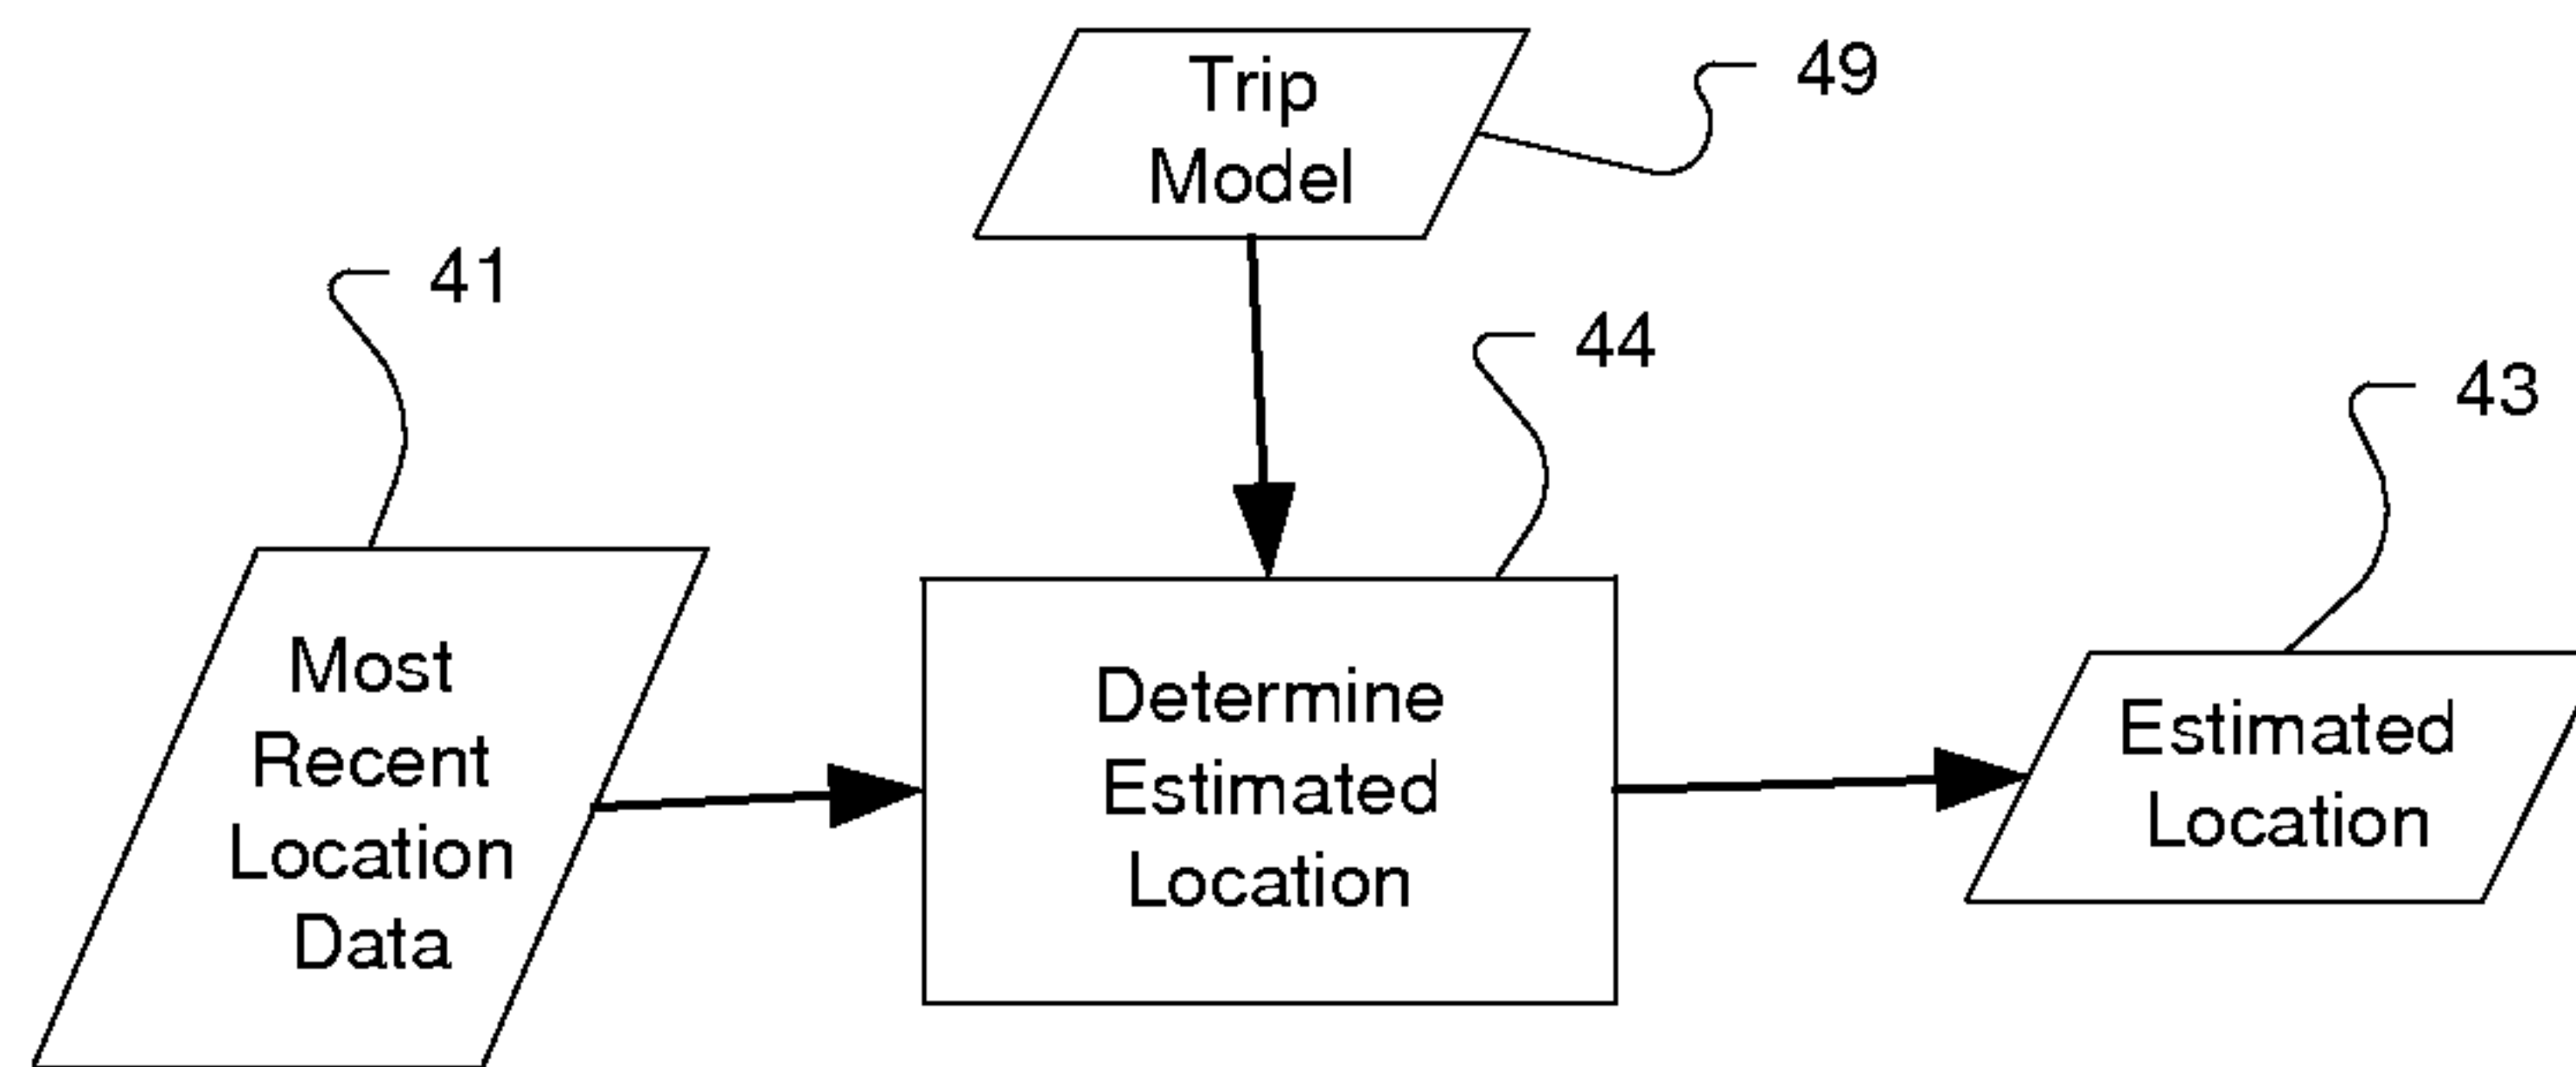 Trip
Model
49
41
44
43
Most
Recent
Location
Data
Determine
Estimated
Location
Estimated
Location